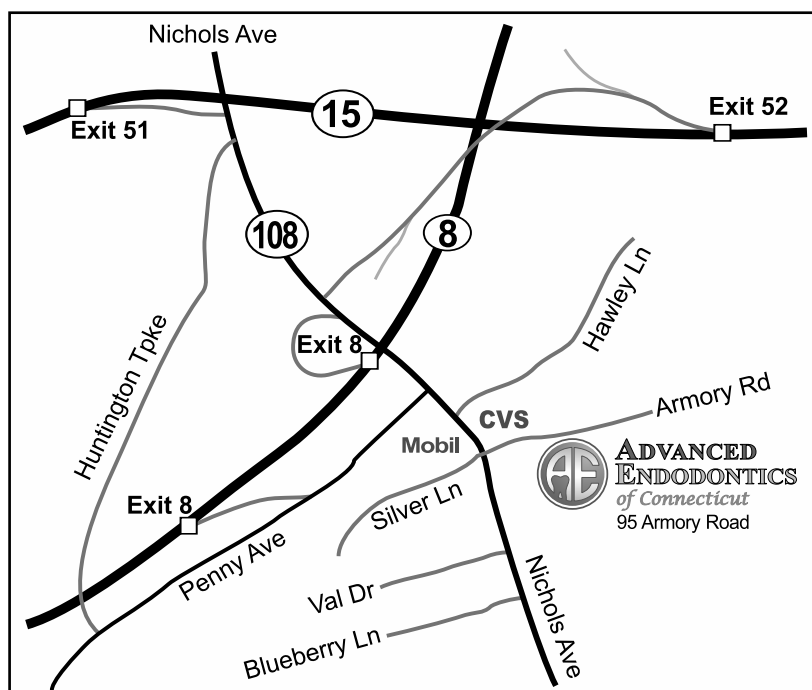 Nichols Ave
Exit 51
15
Exit 52
108
8
Hawley Ln
Exit 8
Huntington Tpke
CVS
Armory Rd
Mobil
AE
ADVANCED
ENDODONTICS
of Connecticut
95 Armory Road
Exit 8
Silver Ln
Penny Ave
Val Dr
Nichols Ave
Blueberry Ln